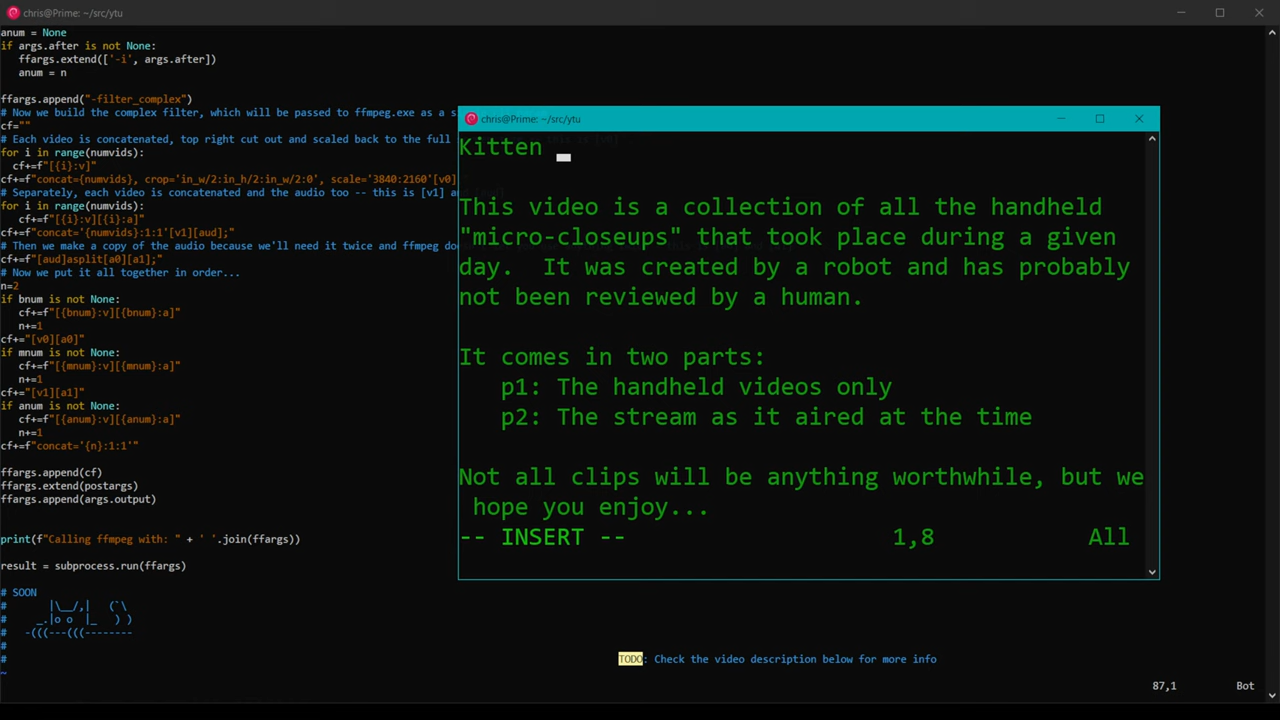 chris@Prime: ~/src/ytu
anum = None
if args.after is not None:
   ffargs.extend(['-i', args.after])
   anum = n
ffargs.append("-filter_complex")
# Now we build the complex filter, which will be passed to ffmpeg.exe as a s
cf=""
# Each video is concatenated, top right cut out and scaled back to the full
for i in range(numvids):
  cf+=f"[{i}:v]"
cf+=f"concat={numvids}, crop='in_w/2:in_h/2:in_w/2:0', scale='3840:2160'[v0]
# Separately, each video is concatenated and the audio too -- this is [v1] a
for i in range(numvids):
   cf+=f"[{i}:v][{i}:a]"
cf+=f"concat='{numvids}:1:1'[v1][aud];"
# Then we make a copy of the audio because we'll need it twice and ffmpeg do
cf+=f"[aud]asplit[a0][a1];"
# Now we put it all together in order...
n=2
if bnum is not None:
   cf+=f"[{bnum}:v][{bnum}:a]"
   n+=1
cf+="[v0][a0]"
if mnum is not None:
   cf+=f"[{mnum}:v][{mnum}:a]"
   n+=1
cf+="[v1][a1]"
if anum is not None:
   cf+=f"[{anum}:v][{anum}:a]"
   n+=1
cf+=f"concat='{n}:1:1'"
ffargs.append(cf)
ffargs.extend(postargs)
ffargs.append(args.output)
print(f"Calling ffmpeg with: " + ' '.join(ffargs))
result = subprocess.run(ffargs)
# SOON
#      |\__/,|   (`\
#    _.|o o  |_   ) )
#  -(((---(((--------
#
#
~
TODO: Check the video description below for more info
87,1
Bot
chris@Prime: ~/src/ytu
Kitten
This video is a collection of all the handheld
"micro-closeups" that took place during a given
day.  It was created by a robot and has probably
not been reviewed by a human.
It comes in two parts:
   p1: The handheld videos only
   p2: The stream as it aired at the time
Not all clips will be anything worthwhile, but we
 hope you enjoy...
-- INSERT --
1,8
All